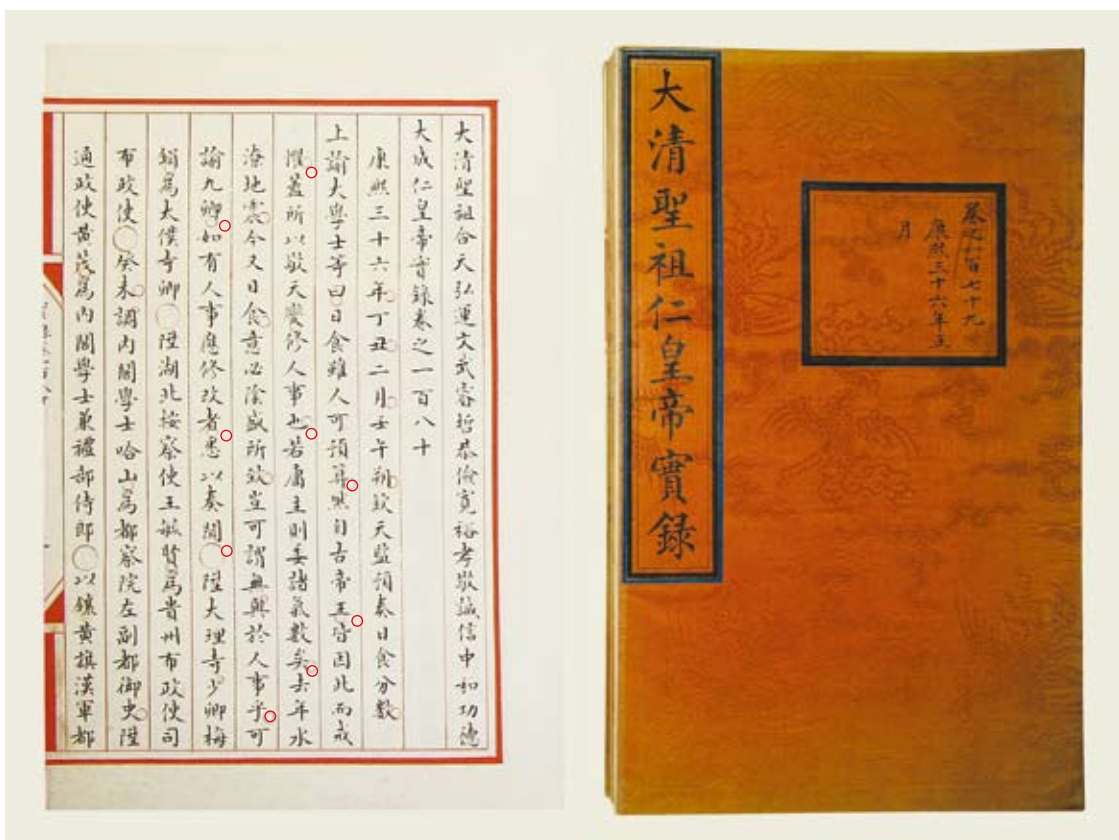 大清聖祖仁皇帝實錄
卷之一百七十九
康熙三十六年正
月
大清聖祖合天弘運文武睿哲恭儉寬裕孝敬誠信中和功德
大成仁皇帝實錄卷之一百八十
康熙三十六年丁丑二月壬午朔欽天監預奏日食分數
上諭大學士等曰日食雖人可預算然自古帝王皆因此而戒
懼蓋所以敬天變修人事也若庸主則委諸氣數矣去年水
潦地震今又日食意必陰盛所致豈可謂無與於人事乎可
諭九卿如有人事應修改者悉以奏聞○陞大理寺少卿梅
鋗為太僕寺卿○陞湖北按察使王毓賢為貴州布政使司
布政使○癸未調內閣學士哈山為都察院左副都御史陞
通政使黃茂為內閣學士兼禮部侍郎○以鑲黃旗漢軍都